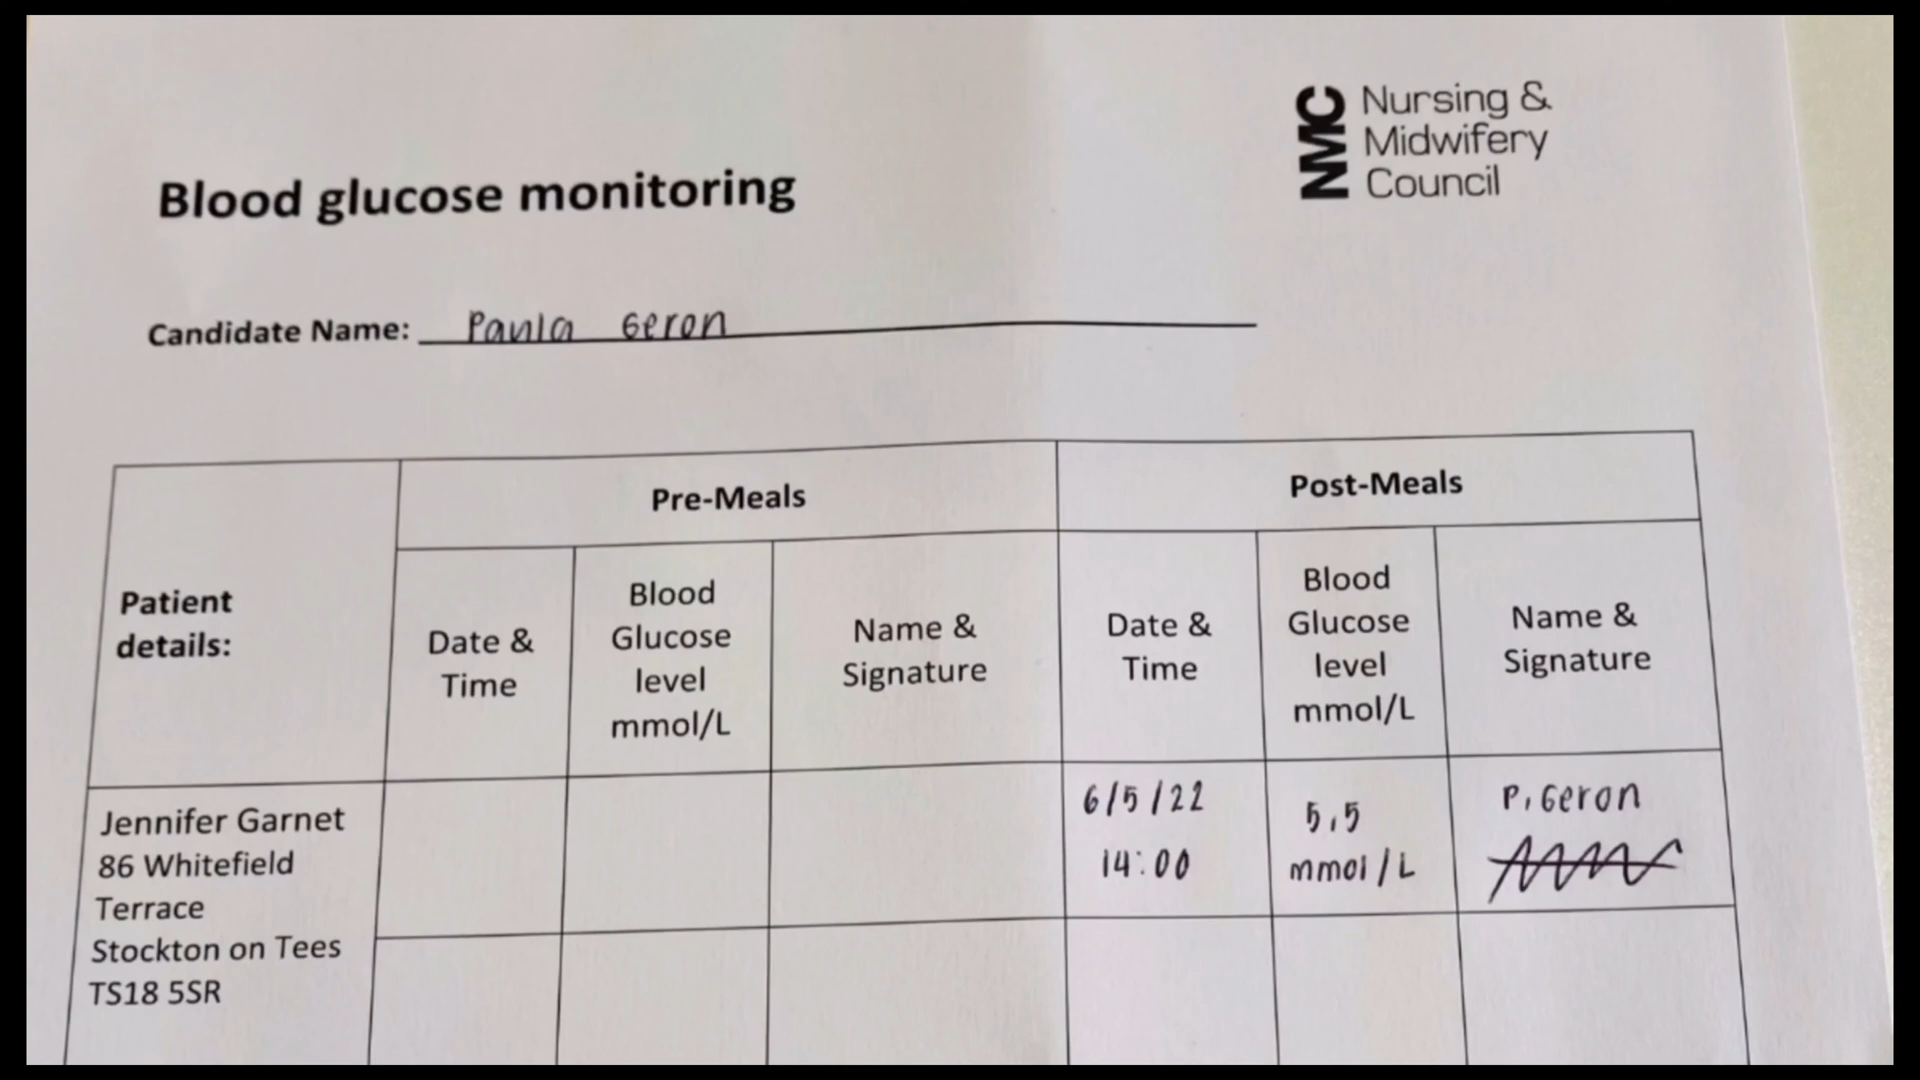 NMC Nursing &
Midwifery
Council
Blood glucose monitoring
Candidate Name: Paula Geron
Pre-Meals
Post-Meals
Patient
details:
Date &
Time
Blood
Glucose
level
mmol/L
Name &
Signature
Date &
Time
Blood
Glucose
level
mmol/L
Name &
Signature
Jennifer Garnet
86 Whitefield
Terrace
Stockton on Tees
TS18 5SR
6/5/22
14:00
5.5
mmol/L
P. Geron